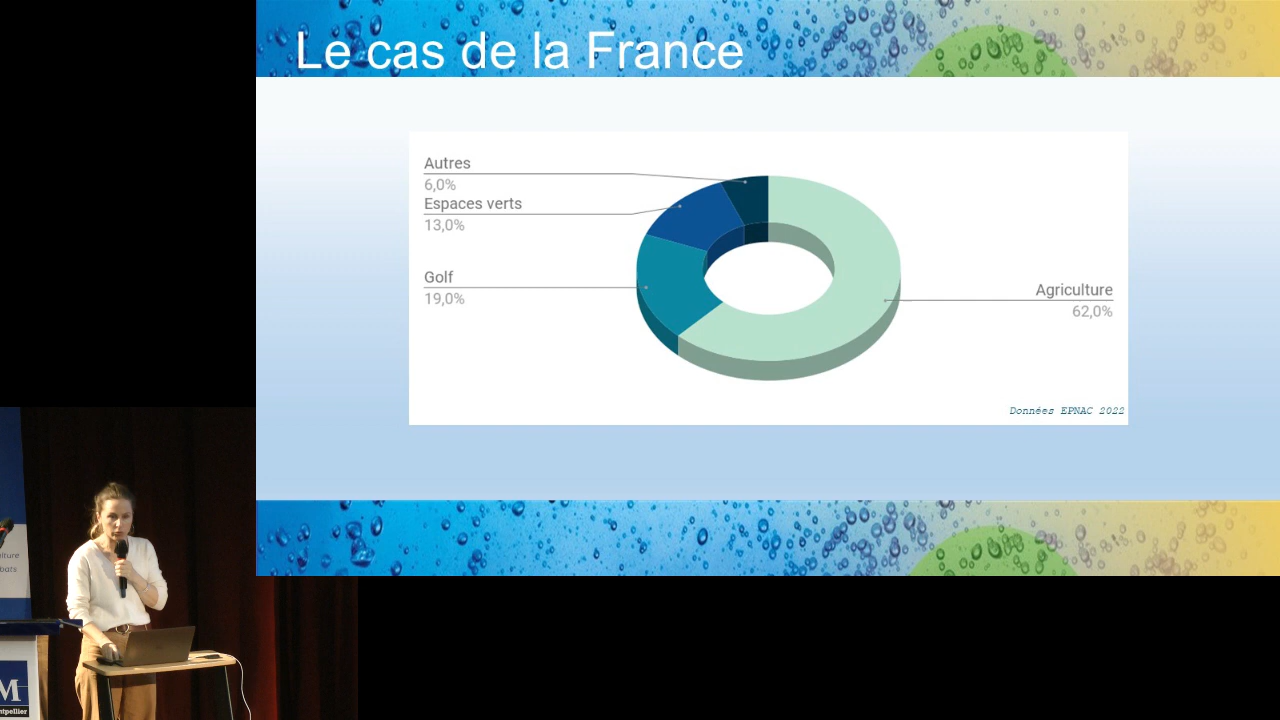 Le cas de la France
Autres
6,0%
Espaces verts
13,0%
Golf
19,0%
Agriculture
62,0%
Données EPNAC 2022
bats
M